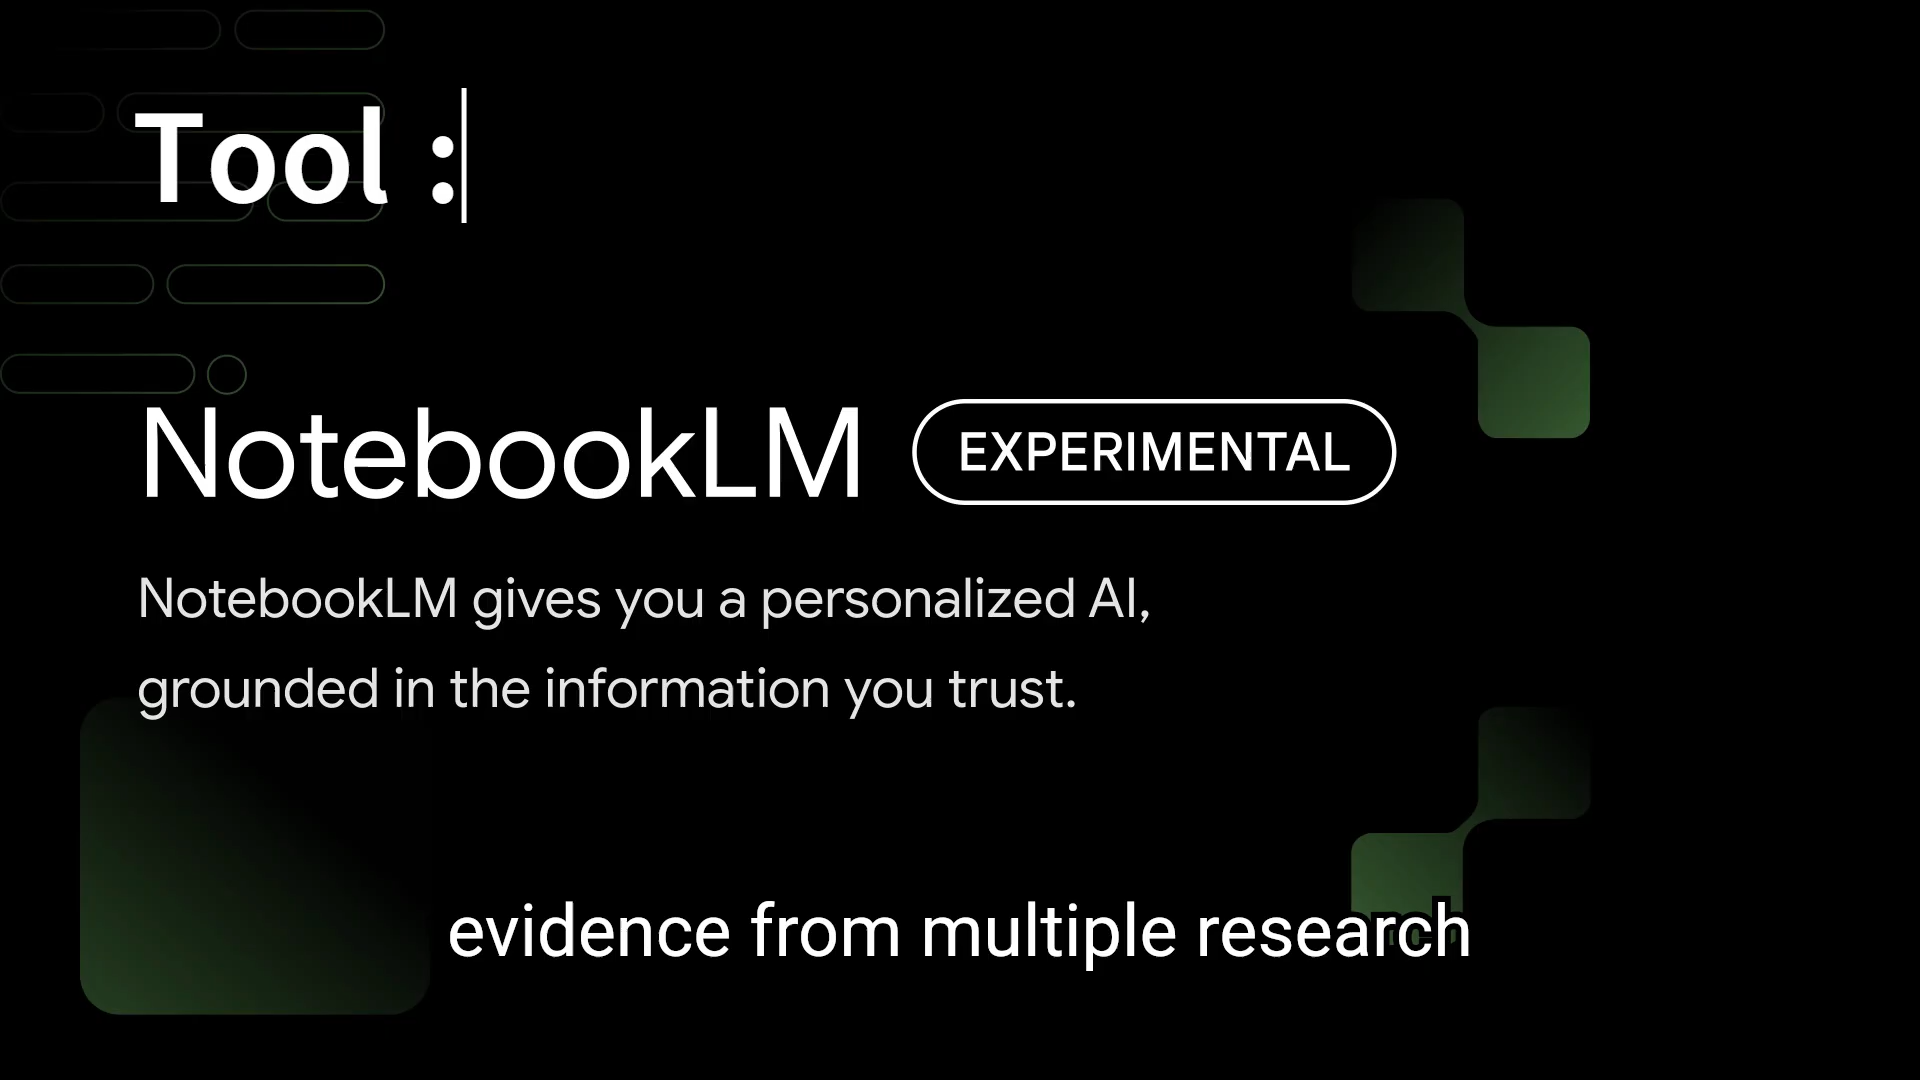 Tool :
NotebookLM EXPERIMENTAL
NotebookLM gives you a personalized AI,
grounded in the information you trust.
evidence from multiple research